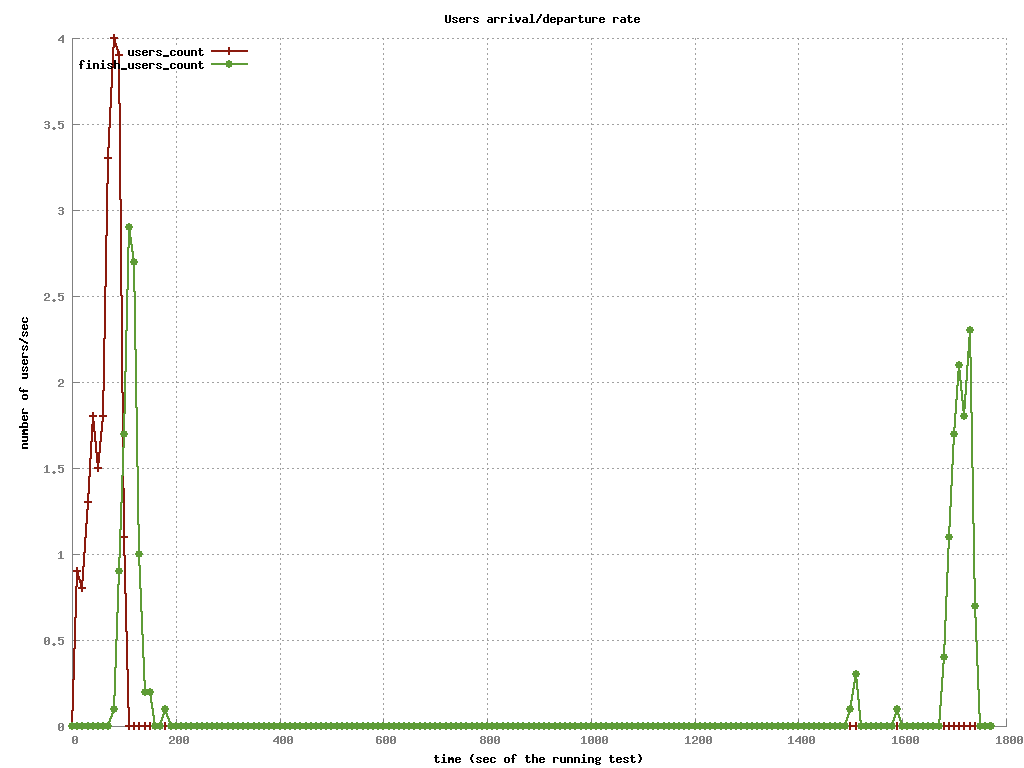 Users arrival/departure rate
users_count
finish_users_count
4
3.5
3
2.5
2
1.5
1
0.5
0
number of users/sec
0 200 400 600 800 1000 1200 1400 1600 1800
time (sec of the running test)